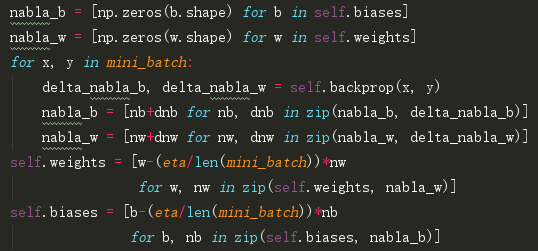 nabla_b = [np.zeros(b.shape) for b in self.biases]
nabla_w = [np.zeros(w.shape) for w in self.weights]
for x, y in mini_batch:
    delta_nabla_b, delta_nabla_w = self.backprop(x, y)
    nabla_b = [nb+dnb for nb, dnb in zip(nabla_b, delta_nabla_b)]
    nabla_w = [nw+dnw for nw, dnw in zip(nabla_w, delta_nabla_w)]
self.weights = [w-(eta/len(mini_batch))*nw
                for w, nw in zip(self.weights, nabla_w)]
self.biases = [b-(eta/len(mini_batch))*nb
               for b, nb in zip(self.biases, nabla_b)]